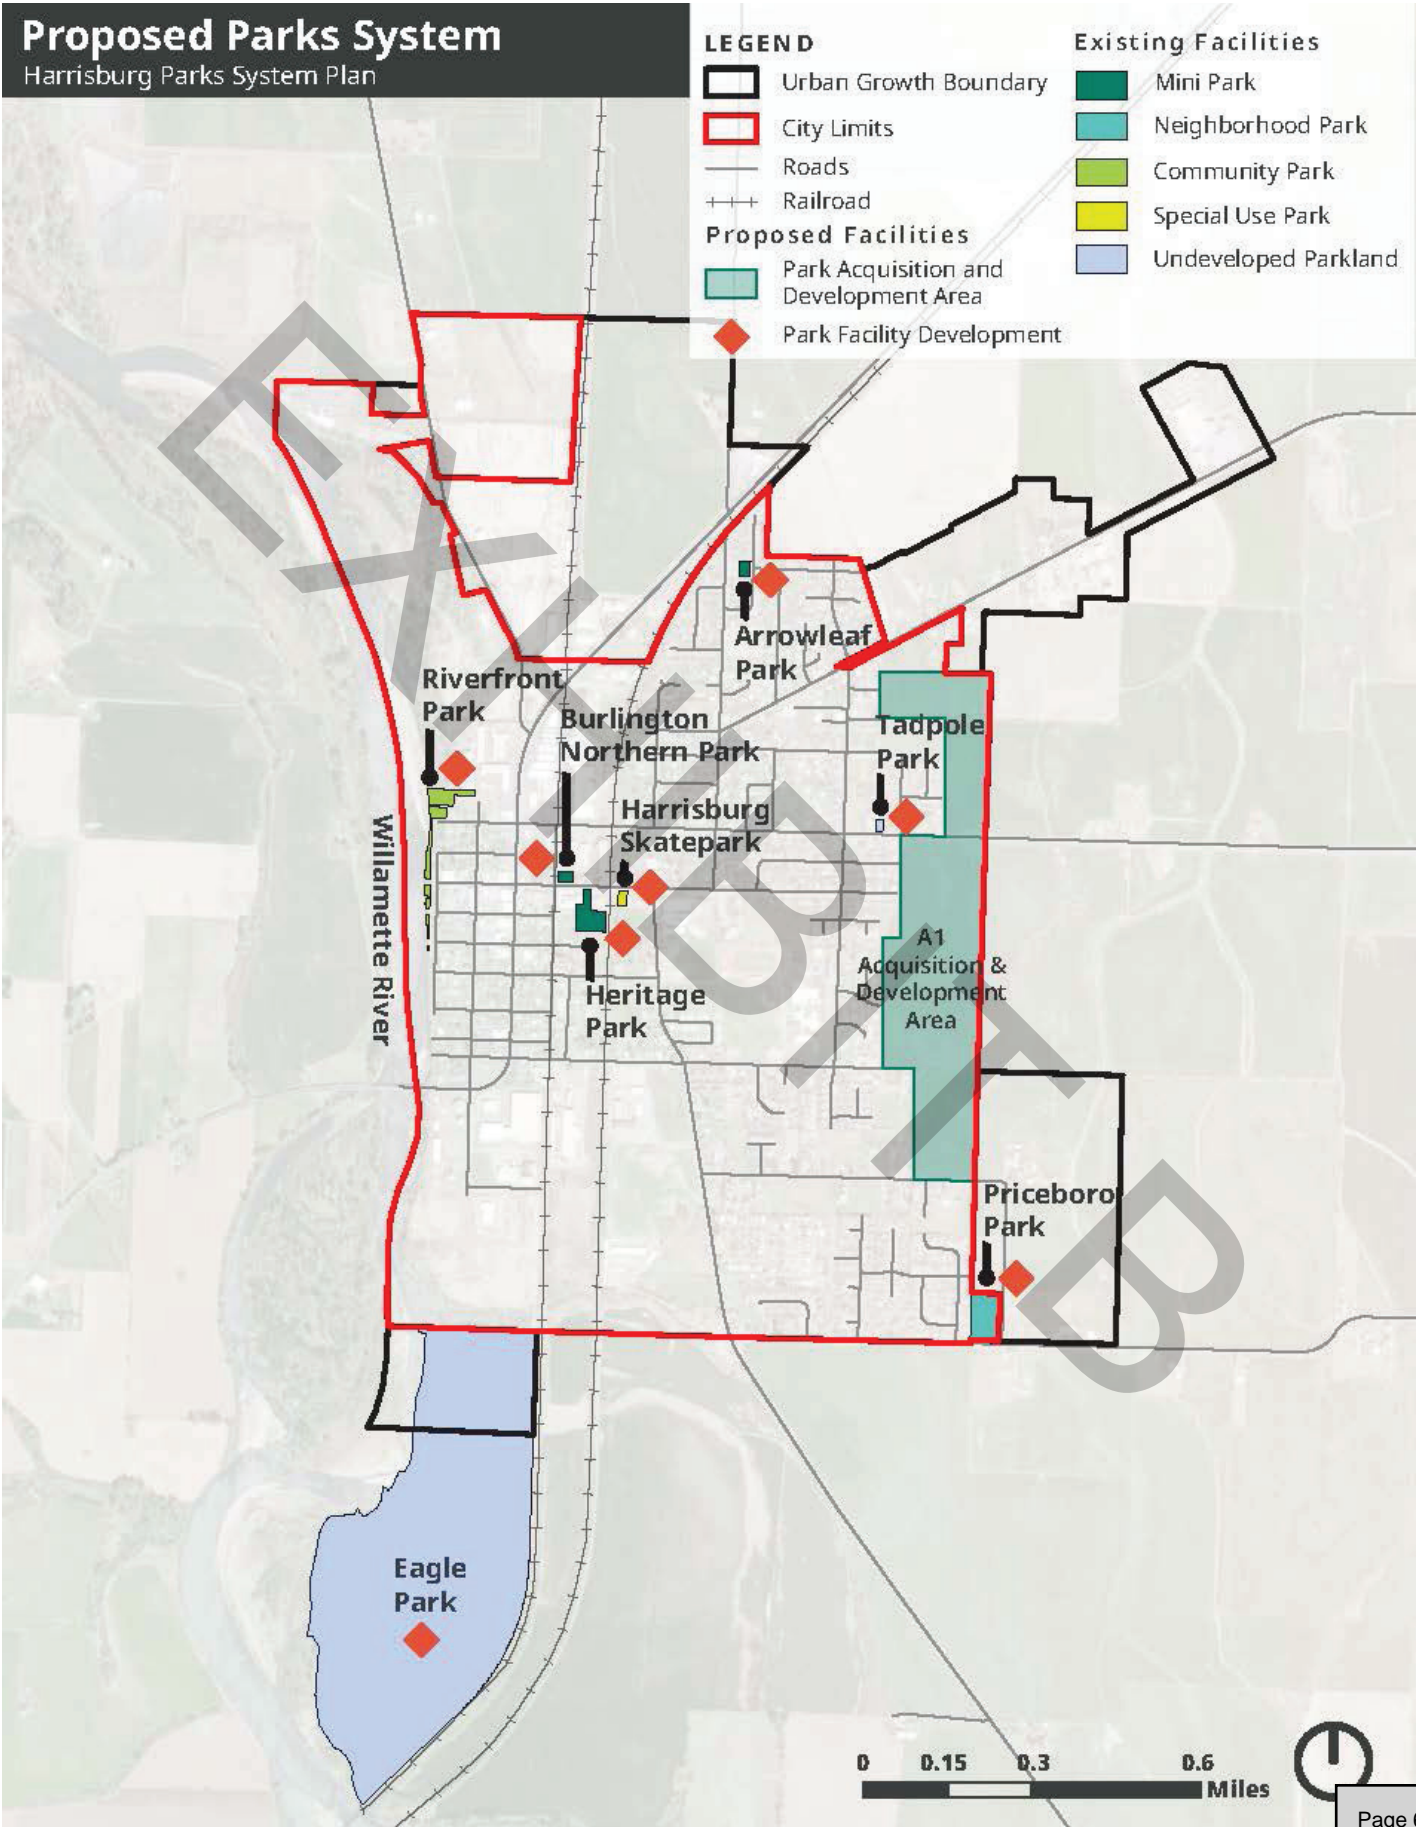 Proposed Parks System
Harrisburg Parks System Plan
LEGEND
Urban Growth Boundary
City Limits
Roads
Railroad
Proposed Facilities
Park Acquisition and
Development Area
Park Facility Development
Existing Facilities
Mini Park
Neighborhood Park
Community Park
Special Use Park
Undeveloped Parkland
EXHIBIT B
Arrowleaf
Park
Riverfront
Park
Burlington
Northern Park
Tadpole
Park
Harrisburg
Skatepark
Willamette River
A1
Acquisition &
Development
Area
Heritage
Park
Priceboro
Park
Eagle
Park
0 0.15 0.3 0.6
Miles
Page